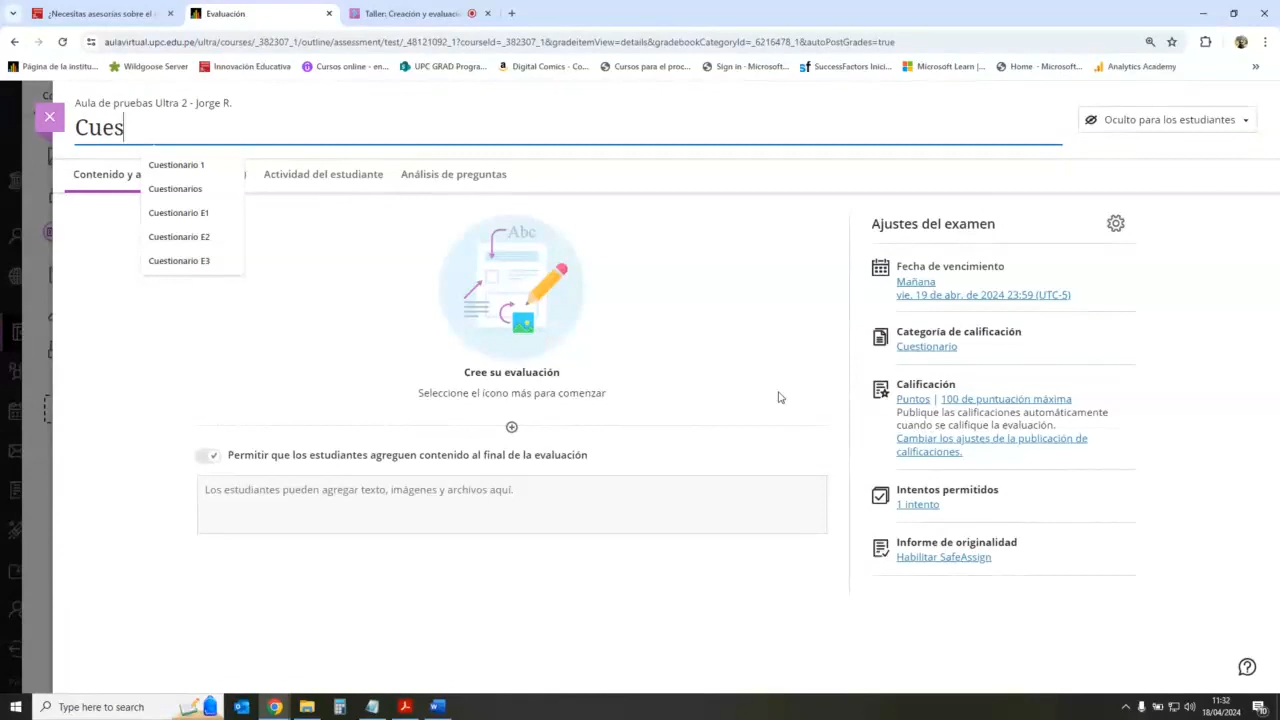 ¿Necesitas asesorías sobre el
Evaluación
Taller: Creación y evaluació
aulavirtual.upc.edu.pe/ultra/courses/_382307_1/outline/assessment/test/_48121092_1?courseId=_382307_1&gradeitemView=details&gradebookCategoryId=_6216478_1&autoPostGrades=true
Página de la institu...
Wildgoose Server
Innovación Educativa
Cursos online - en...
UPC GRAD Progra...
Digital Comics - Co...
Cursos para el proc...
Sign in - Microsoft...
SuccessFactors Inici...
Microsoft Learn |...
Home - Microsoft...
Analytics Academy
Aula de pruebas Ultra 2 - Jorge R.
Cues
Oculto para los estudiantes
Cuestionario 1
Cuestionarios
Cuestionario E1
Cuestionario E2
Cuestionario E3
Contenido y a
Actividad del estudiante
Análisis de preguntas
Abc
Cree su evaluación
Seleccione el ícono más para comenzar
Permitir que los estudiantes agreguen contenido al final de la evaluación
Los estudiantes pueden agregar texto, imágenes y archivos aquí.
Ajustes del examen
Fecha de vencimiento
Mañana
vie. 19 de abr. de 2024 23:59 (UTC-5)
Categoría de calificación
Cuestionario
Calificación
Puntos | 100 de puntuación máxima
Publique las calificaciones automáticamente
cuando se califique la evaluación.
Cambiar los ajustes de la publicación de
calificaciones.
Intentos permitidos
1 intento
Informe de originalidad
Habilitar SafeAssign
Type here to search
11:32
18/04/2024